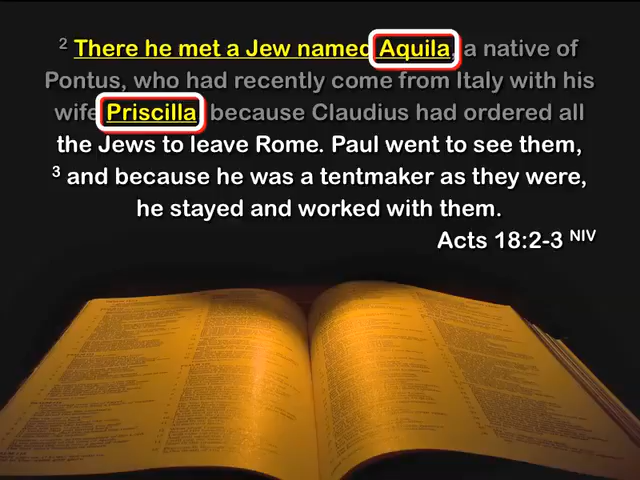 2 There he met a Jew named Aquila, a native of
Pontus, who had recently come from Italy with his
wife Priscilla because Claudius had ordered all
the Jews to leave Rome. Paul went to see them,
3 and because he was a tentmaker as they were,
he stayed and worked with them.
Acts 18:2-3 NIV